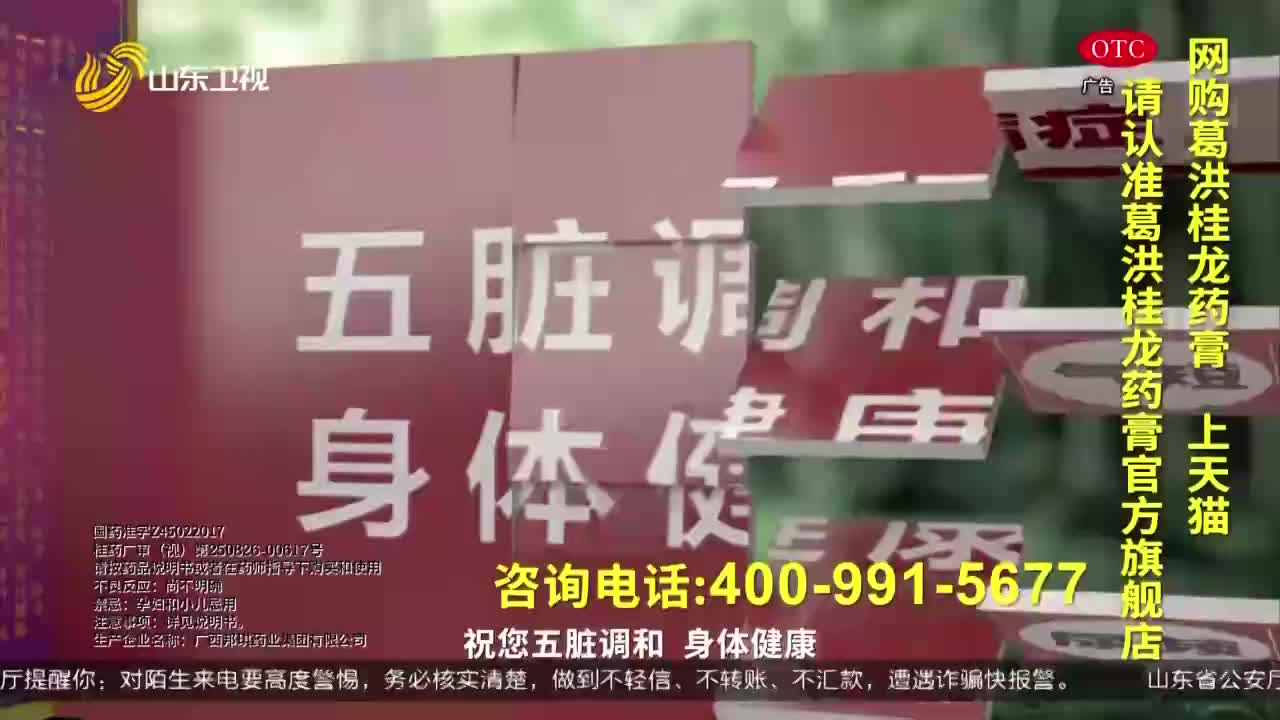 山东卫视
OTC
广告
网购葛洪桂龙药膏 上天猫
请认准葛洪桂龙药膏官方旗舰店
五脏调和
身体健康
国药准字Z45022017
桂药广审（视）第250826-00617号
请按药品说明书或者在药师指导下购买和使用
不良反应：尚不明确
禁忌：孕妇和小儿忌用
注意事项：详见说明书。
生产企业名称：广西邦琪药业集团有限公司
咨询电话:400-991-5677
祝您五脏调和 身体健康
厅提醒你：对陌生来电要高度警惕，务必核实清楚，做到不轻信、不转账、不汇款，遭遇诈骗快报警。 山东省公安厅